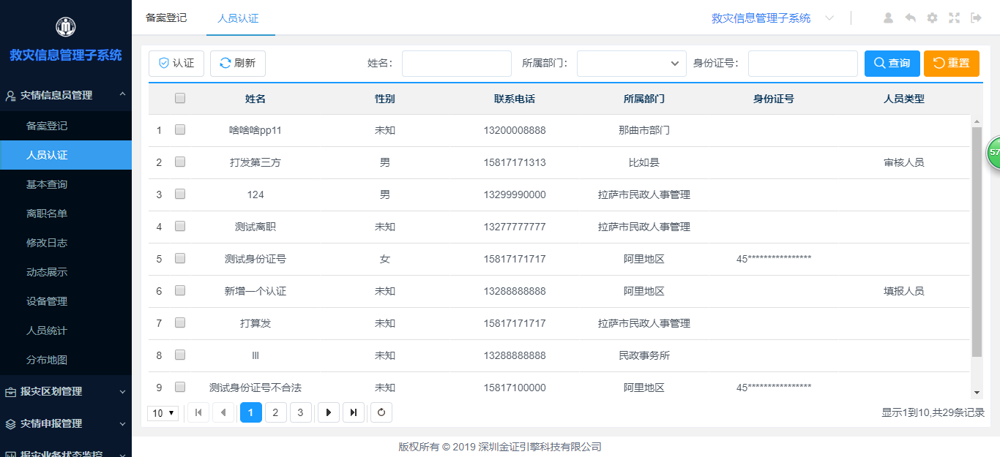 救灾信息管理子系统
灾情信息员管理
备案登记
人员认证
基本查询
离职名单
修改日志
动态展示
设备管理
人员统计
分布地图
报灾区划管理
灾情申报管理
报灾业务状态监控
备案登记 人员认证 救灾信息管理子系统
认证 刷新 姓名： 所属部门： 身份证号： 查询 重置
姓名 性别 联系电话 所属部门 身份证号 人员类型
1 啥啥啥pp11 未知 13200008888 那曲市部门
2 打发第三方 男 15817171313 比如县 审核人员
3 124 男 13299990000 拉萨市民政人事管理
4 测试离职 未知 13277777777 拉萨市民政人事管理
5 测试身份证号 女 15817171717 阿里地区 45****************
6 新增一个认证 未知 13288888888 阿里地区 填报人员
7 打算发 未知 15817171717 拉萨市民政人事管理
8 lll 未知 13288888888 民政事务所
9 测试身份证号不合法 未知 15817100000 阿里地区 45****************
10 1 2 3 显示1到10,共29条记录
版权所有 © 2019 深圳金证引擎科技有限公司
57